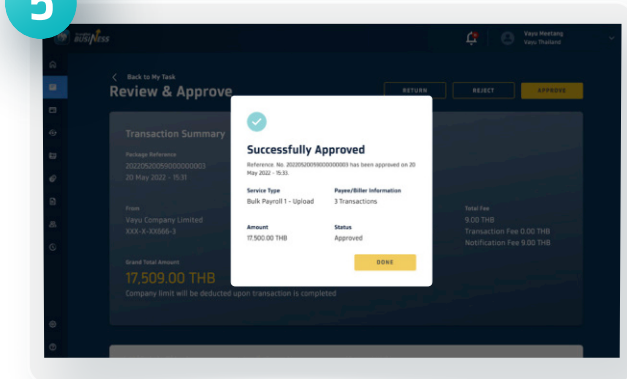 5
BUSINESS
Vayu Meetang
Vayu Thailand
Back to My Task
Review & Approve
RETURN
REJECT
APPROVE
Transaction Summary
Package Reference
20220520059000000003
20 May 2022 - 15:33
From
Vayu Company Limited
XXX-X-XX666-3
Grand Total Amount
17,509.00 THB
Company limit will be deducted upon transaction is completed
Total Fee
9.00 THB
Transaction Fee 0.00 THB
Notification Fee 9.00 THB
Successfully Approved
Reference. No. 20220520059000000003 has been approved on 20
May 2022 - 15:33.
Service Type
Payee/Biller Information
Bulk Payroll 1 - Upload
3 Transactions
Amount
Status
17,500.00 THB
Approved
DONE